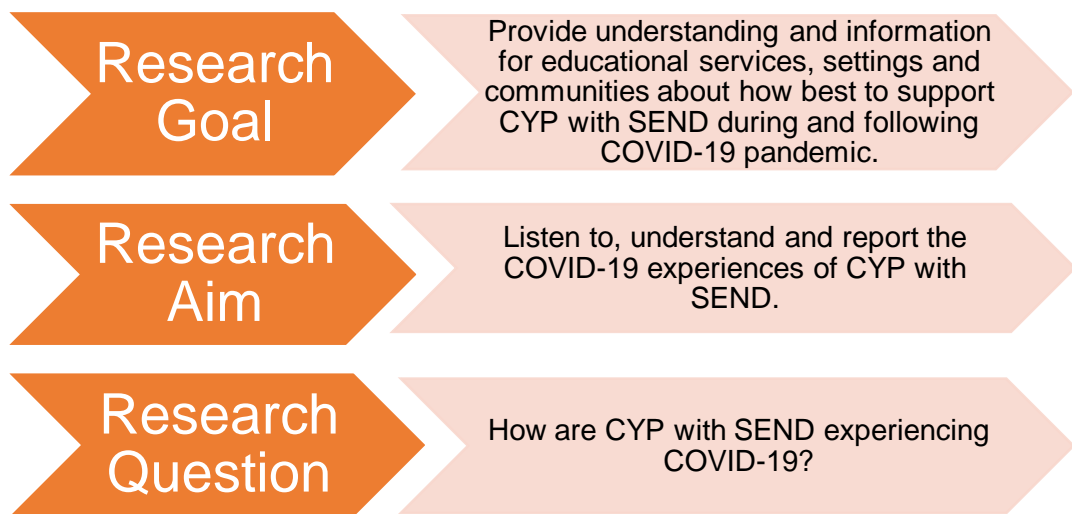 Research
Goal
Provide understanding and information
for educational services, settings and
communities about how best to support
CYP with SEND during and following
COVID-19 pandemic.
Research
Aim
Listen to, understand and report the
COVID-19 experiences of CYP with
SEND.
Research
Question
How are CYP with SEND experiencing
COVID-19?